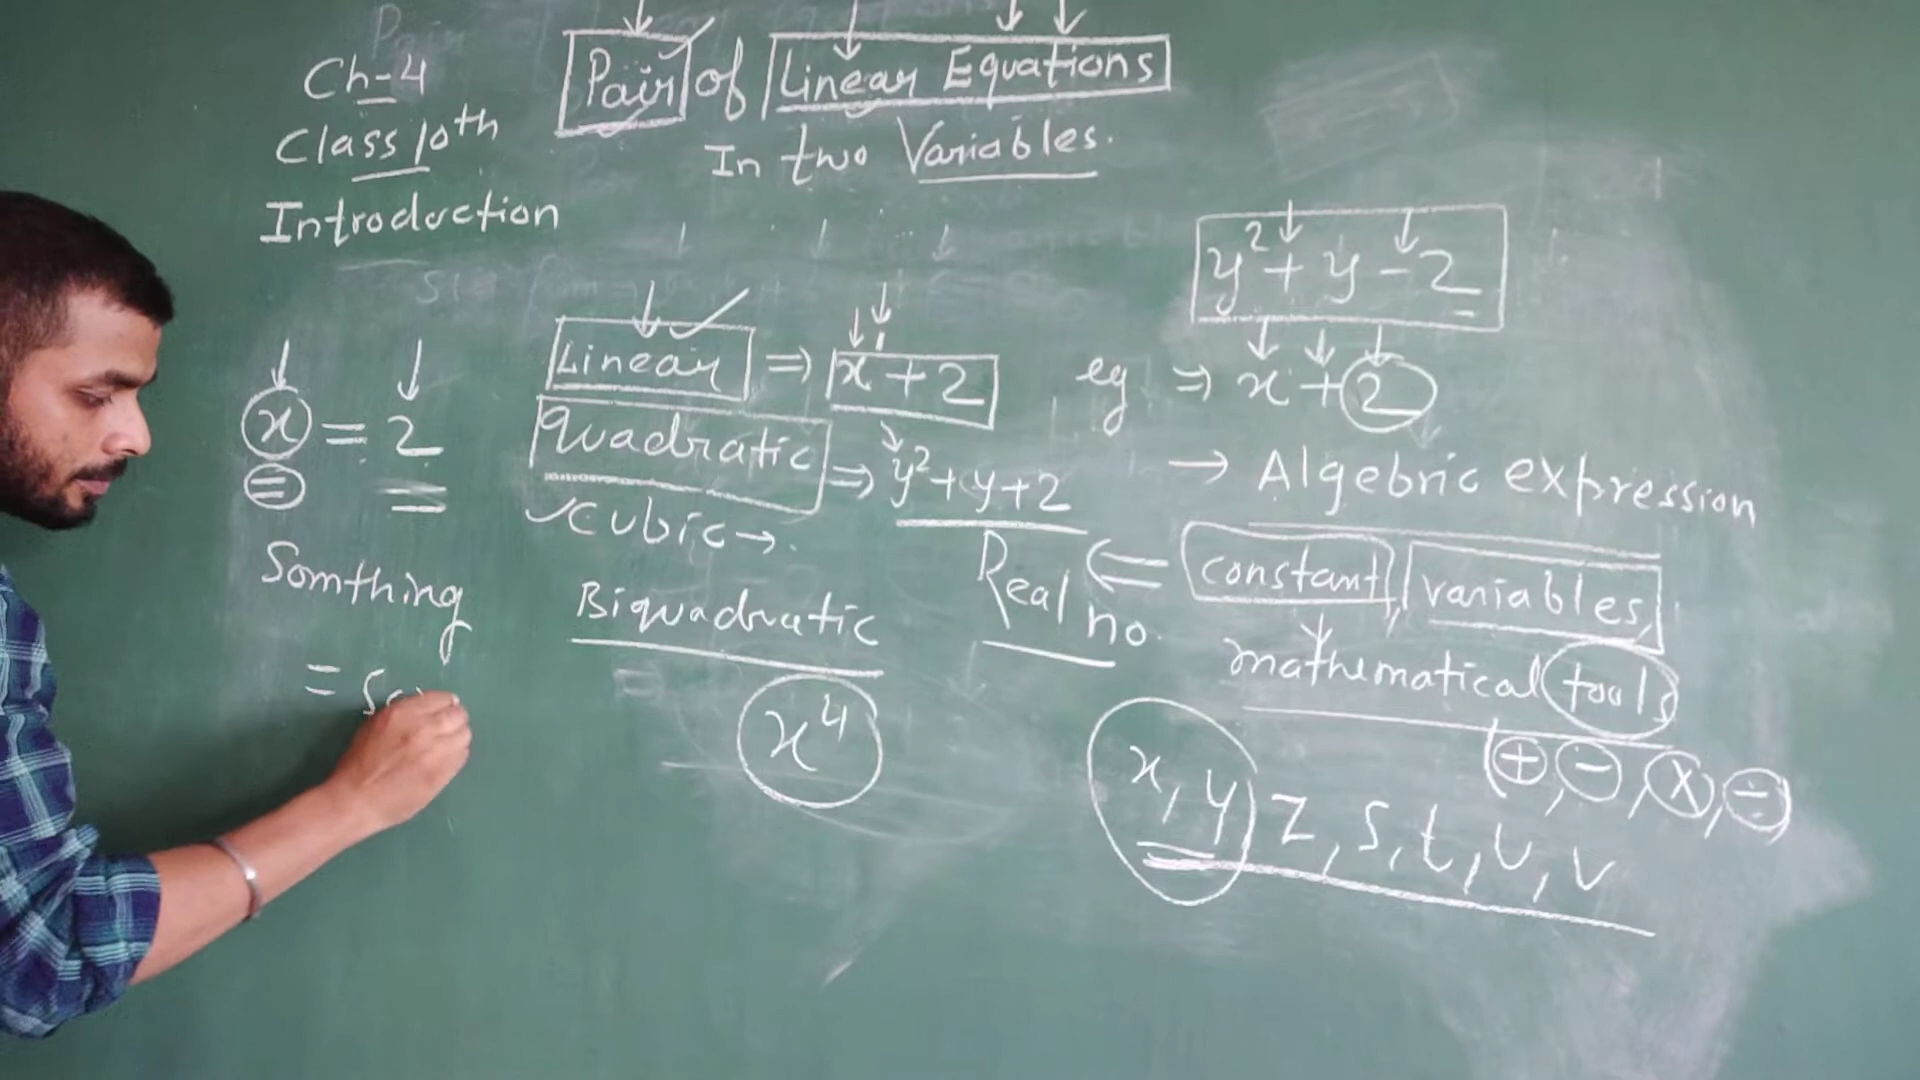 Ch-4
Class 10th
Introduction
Pair of Linear Equations
In two Variables.
y² + y - 2
Linear ⇒ x + 2
eg ⇒ x + 2
x = 2
=
=
Quadratic ⇒ y² + y + 2
→ Algebric expression
✓ cubic →.
Real no. ⇐ constant, variables,
mathematical tools
(+, -, ×, ÷)
Somthing
=
Biquadratic
x⁴
x, y z, s, t, u, v